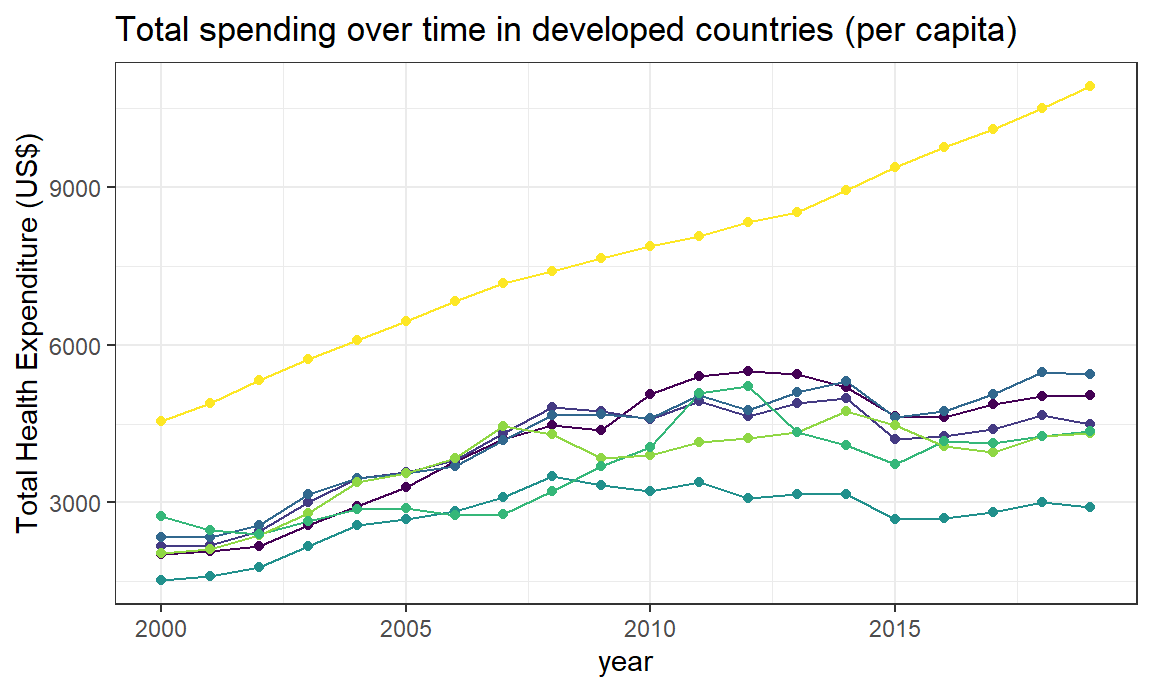 Total spending over time in developed countries (per capita)
Total Health Expenditure (US$)
9000
6000
3000
2000 2005 2010 2015
year